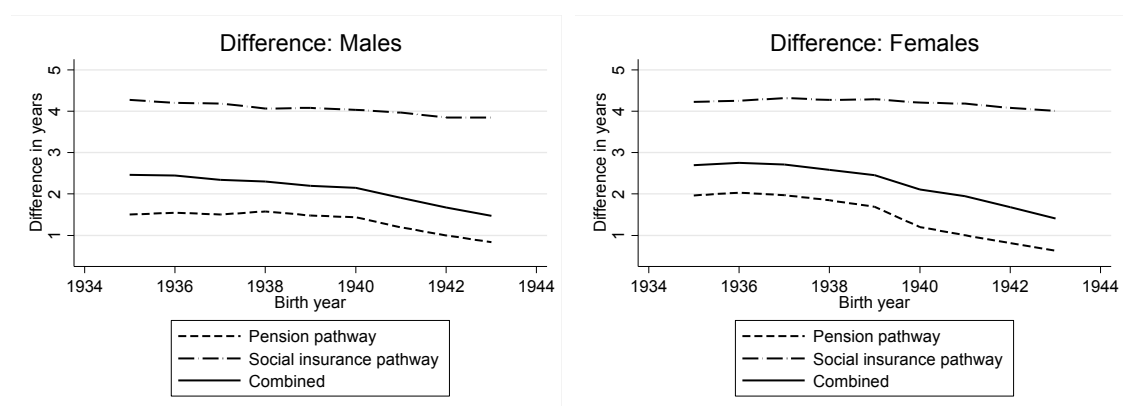 Difference: Males
Difference in years
5
4
3
2
1
1934 1936 1938 1940 1942 1944
Birth year
Pension pathway
Social insurance pathway
Combined
Difference: Females
Difference in years
5
4
3
2
1
1934 1936 1938 1940 1942 1944
Birth year
Pension pathway
Social insurance pathway
Combined